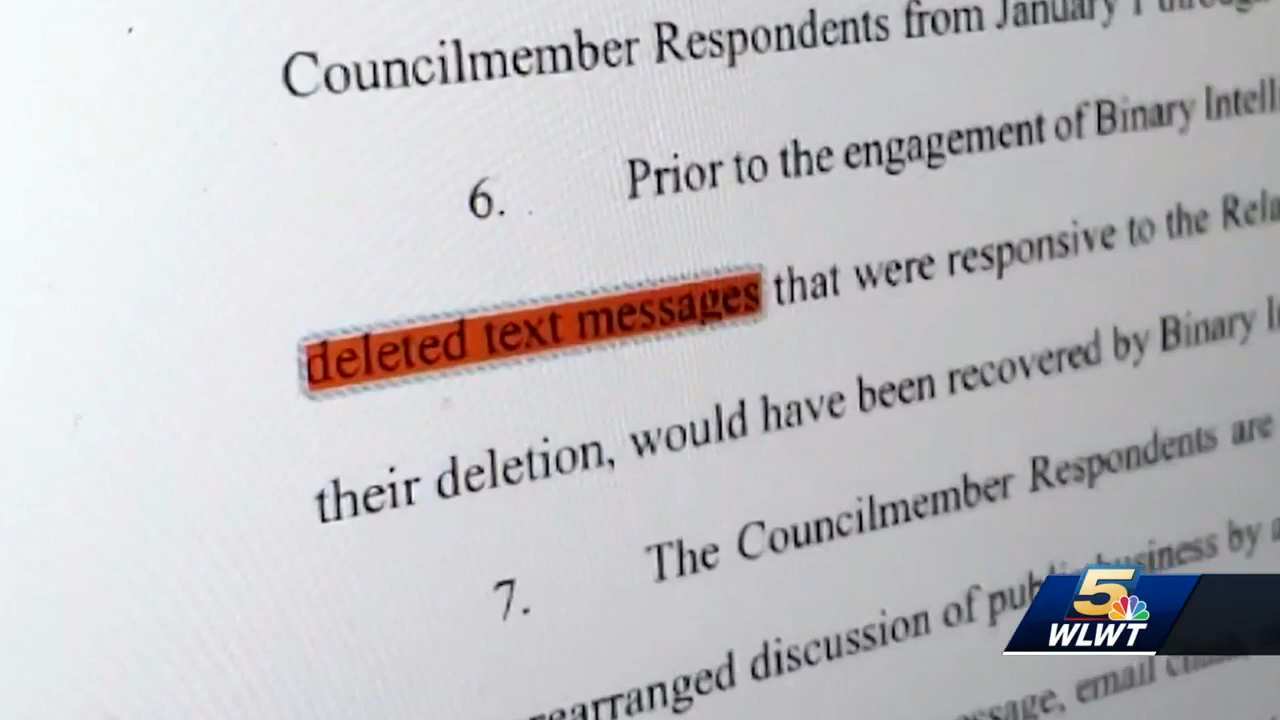 Councilmember Respondents from January 1
6. Prior to the engagement of Binary
deleted text messages that were responsive to the
their deletion, would have been recovered by Binary
7. The Councilmember Respondents are
discussion of public business by
email
5
WLWT